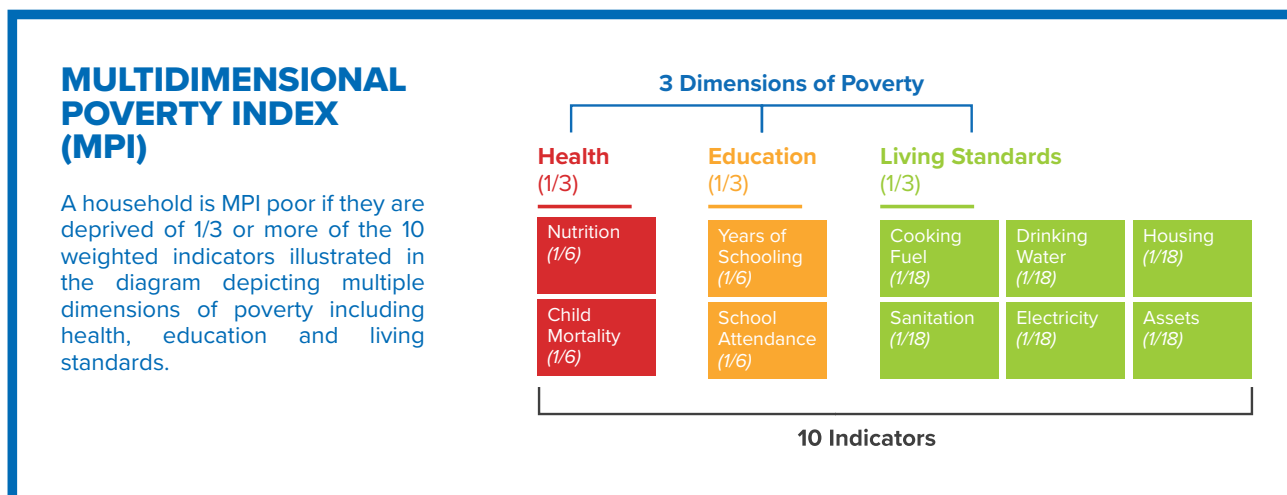 MULTIDIMENSIONAL
POVERTY INDEX
(MPI)
A household is MPI poor if they are
deprived of 1/3 or more of the 10
weighted indicators illustrated in
the diagram depicting multiple
dimensions of poverty including
health, education and living
standards.
3 Dimensions of Poverty
Health
(1/3)
Nutrition
(1/6)
Child
Mortality
(1/6)
Education
(1/3)
Years of
Schooling
(1/6)
School
Attendance
(1/6)
Living Standards
(1/3)
Cooking
Fuel
(1/18)
Drinking
Water
(1/18)
Housing
(1/18)
Sanitation
(1/18)
Electricity
(1/18)
Assets
(1/18)
10 Indicators